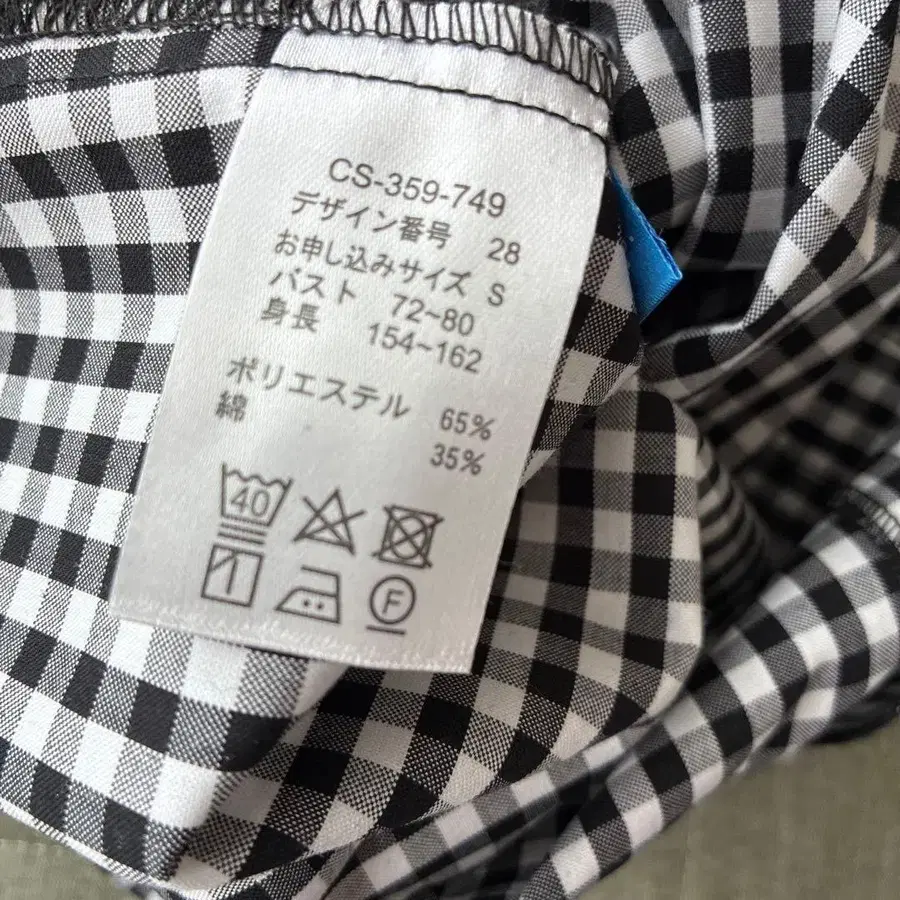 CS-359-749
デザイン番号 28
お申し込みサイズ S
バスト 72~80
身長 154~162
ポリエステル 65%
綿 35%
40
F